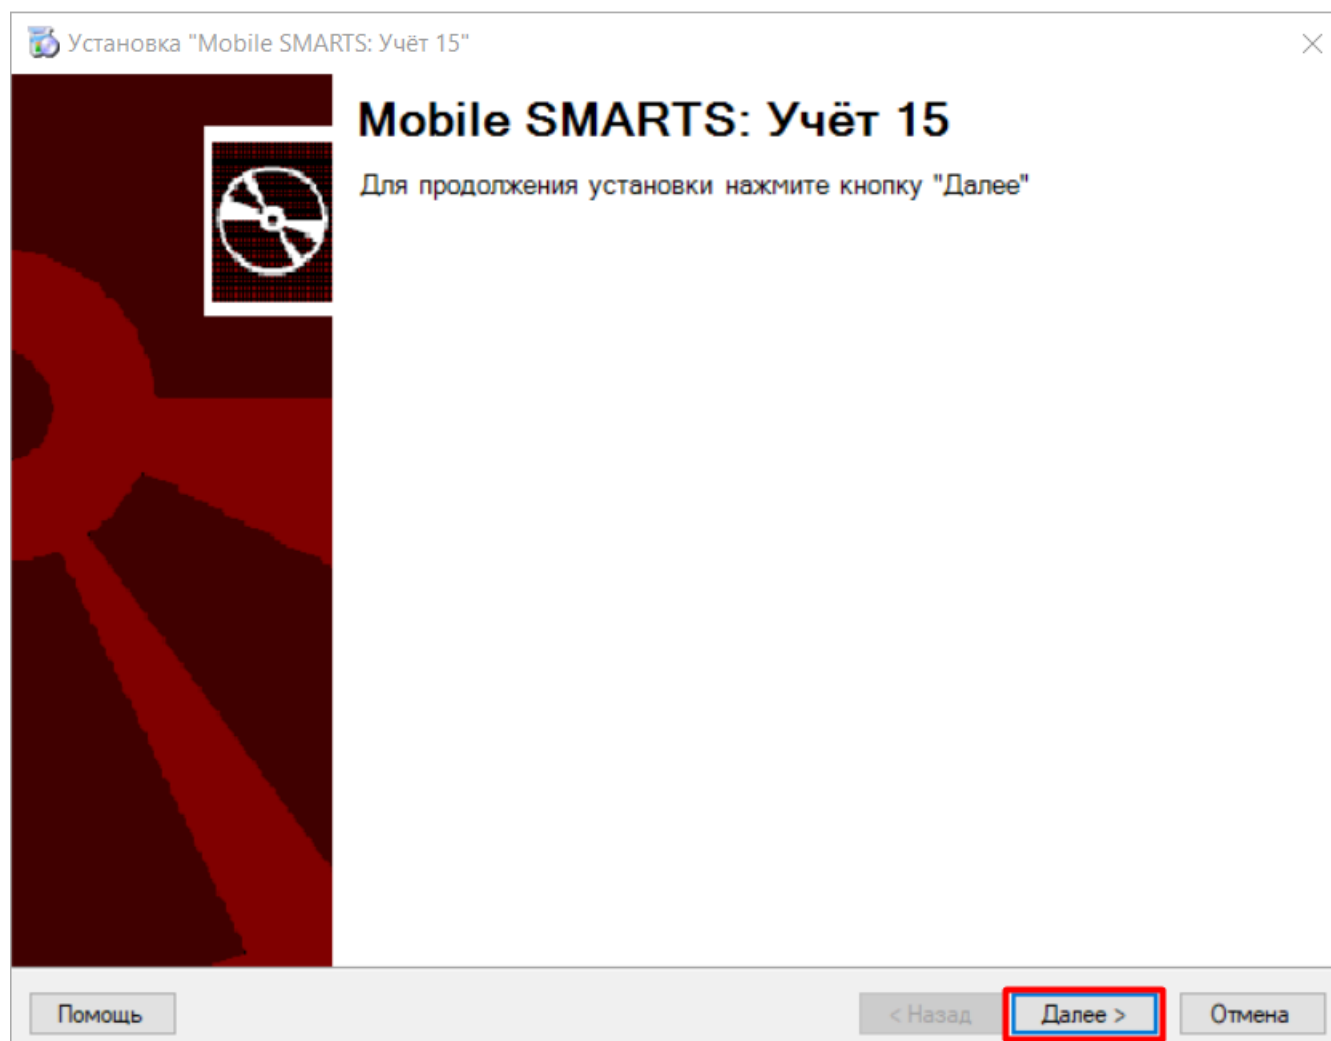 Установка "Mobile SMARTS: Учёт 15"
Mobile SMARTS: Учёт 15
Для продолжения установки нажмите кнопку "Далее"
Помощь
< Назад
Далее >
Отмена